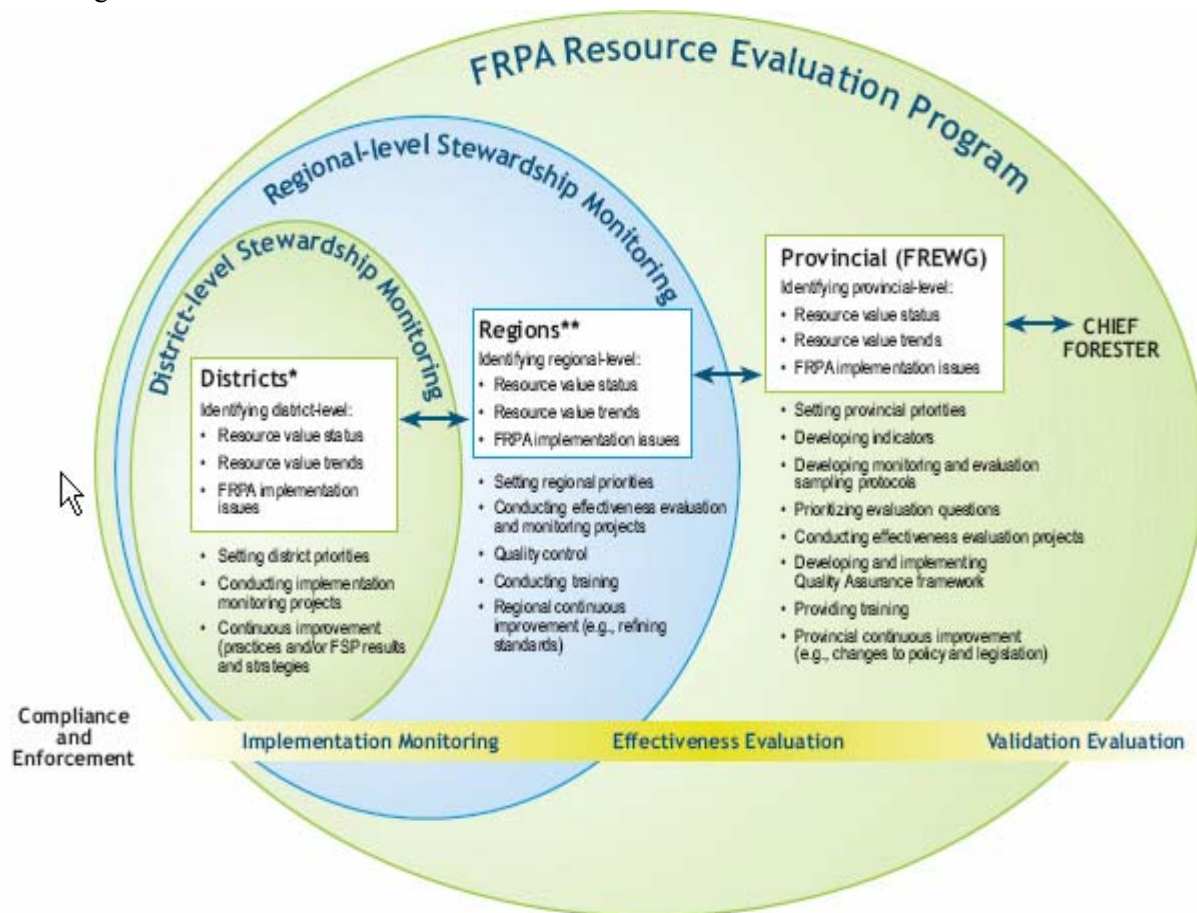 FRPA Resource Evaluation Program
Regional-level Stewardship Monitoring
District-level Stewardship Monitoring
Districts*
Identifying district-level:
• Resource value status
• Resource value trends
• FRPA implementation
issues
• Setting district priorities
• Conducting implementation
monitoring projects
• Continuous improvement
(practices and/or FSP results
and strategies
Regions**
Identifying regional-level:
• Resource value status
• Resource value trends
• FRPA implementation issues
• Setting regional priorities
• Conducting effectiveness evaluation
and monitoring projects
• Quality control
• Conducting training
• Regional continuous
improvement (e.g., refining
standards)
Provincial (FREWG)
Identifying provincial-level:
• Resource value status
• Resource value trends
• FRPA implementation issues
• Setting provincial priorities
• Developing indicators
• Developing monitoring and evaluation
sampling protocols
• Prioritizing evaluation questions
• Conducting effectiveness evaluation projects
• Developing and implementing
Quality Assurance framework
• Providing training
• Provincial continuous improvement
(e.g., changes to policy and legislation)
CHIEF
FORESTER
Compliance
and
Enforcement
Implementation Monitoring
Effectiveness Evaluation
Validation Evaluation